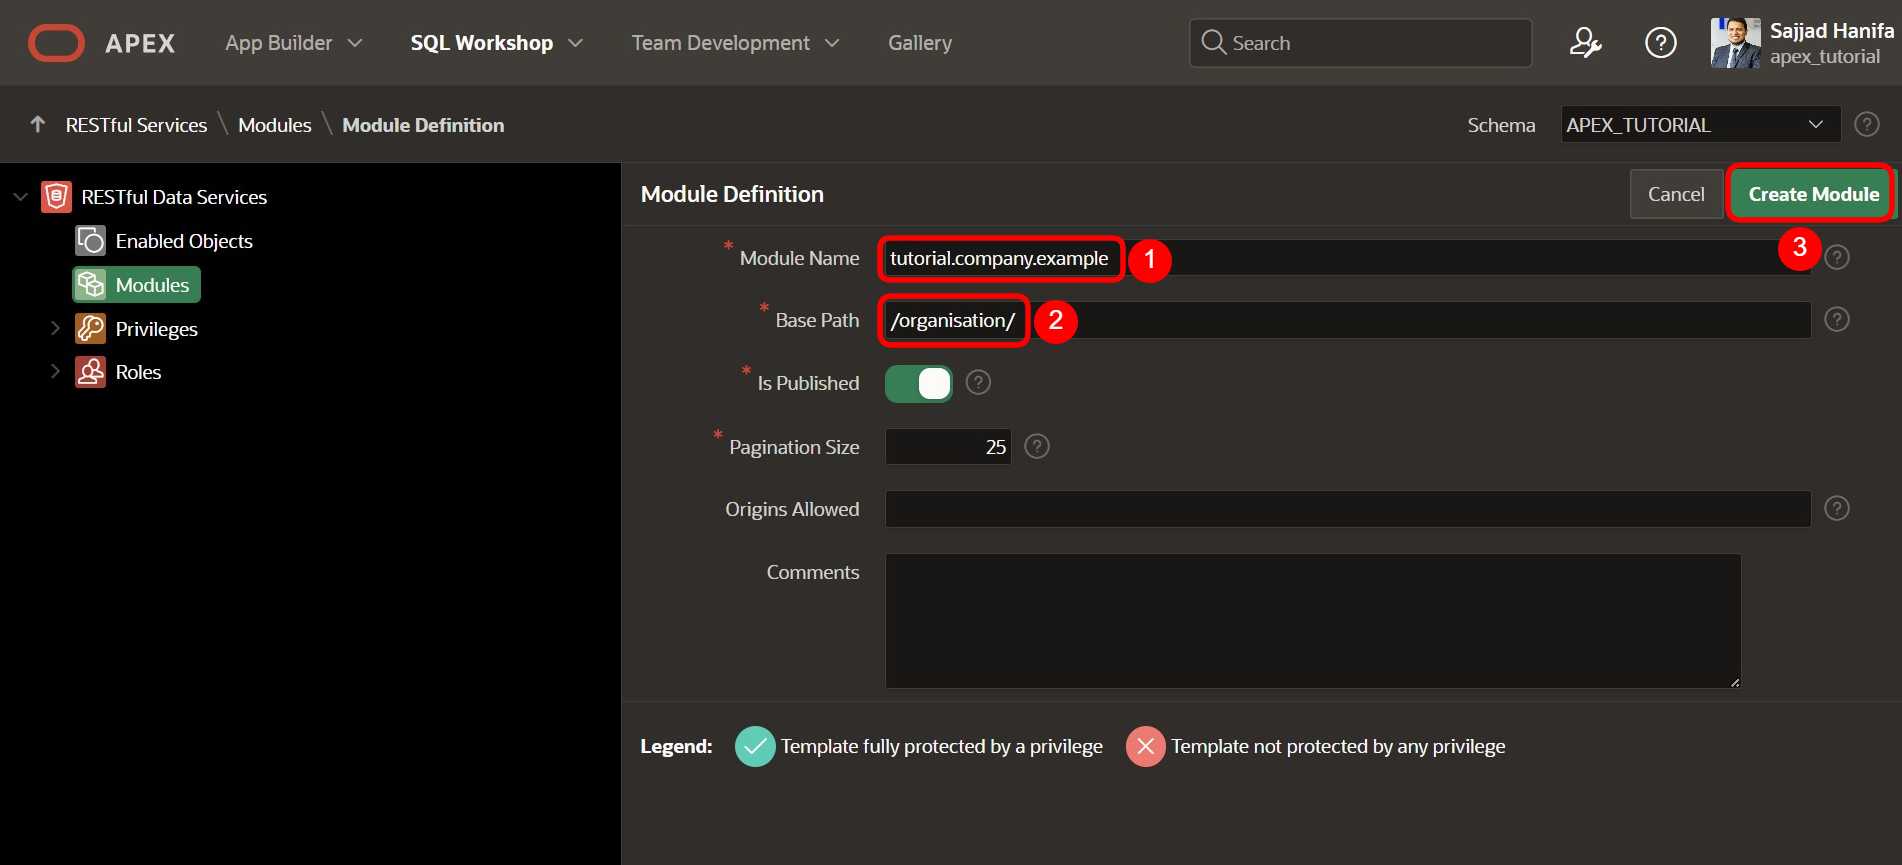 APEX App Builder SQL Workshop Team Development Gallery Search ? Sajjad Hanifa
apex_tutorial
RESTful Services \ Modules \ Module Definition Schema APEX_TUTORIAL ?
RESTful Data Services
Enabled Objects
Modules
Privileges
Roles
Module Definition Cancel Create Module
* Module Name tutorial.company.example 1 3 ?
* Base Path /organisation/ 2 ?
* Is Published ?
* Pagination Size 25 ?
Origins Allowed ?
Comments
Legend: Template fully protected by a privilege Template not protected by any privilege